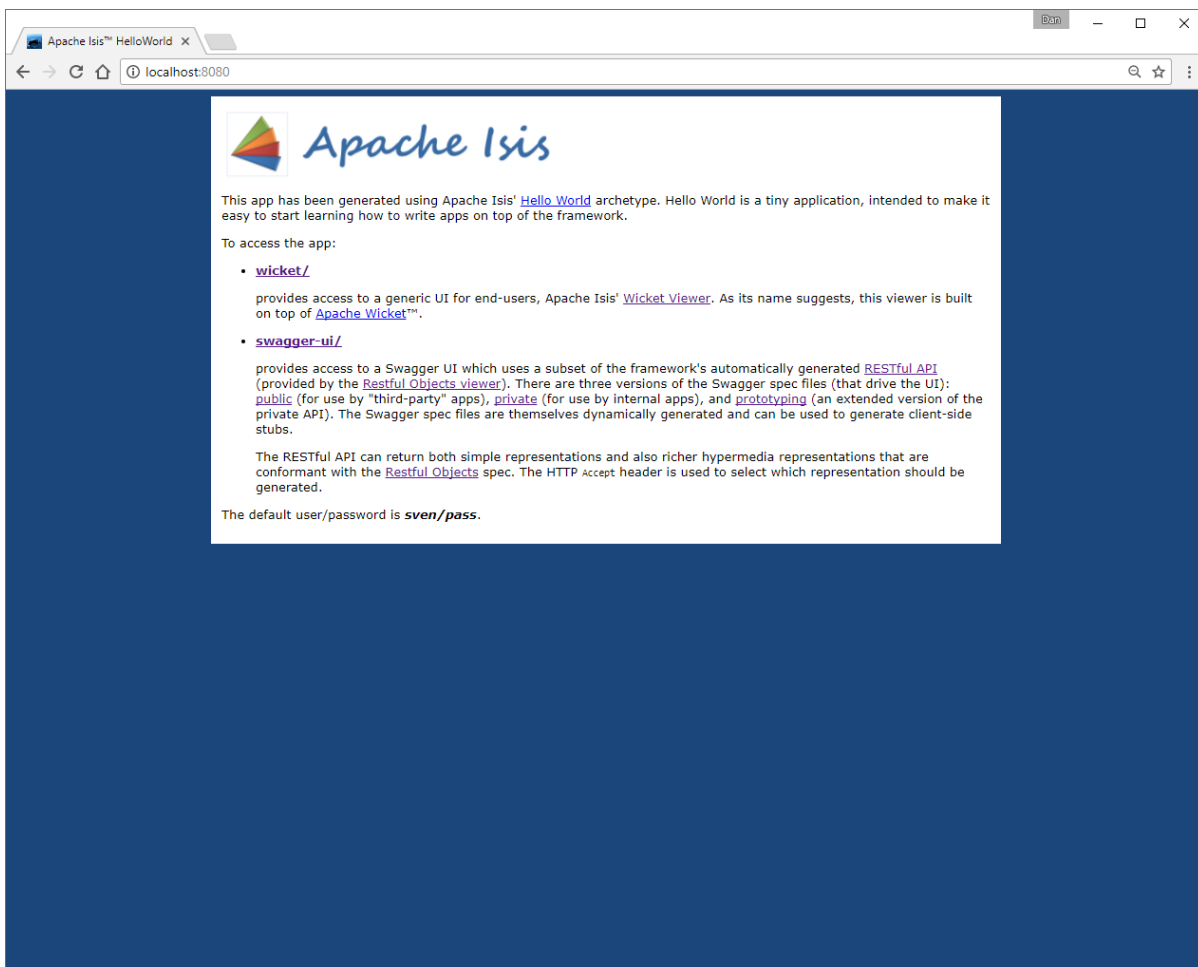 Dan
Apache Isis™ HelloWorld
localhost:8080
Apache Isis
This app has been generated using Apache Isis' Hello World archetype. Hello World is a tiny application, intended to make it
easy to start learning how to write apps on top of the framework.
To access the app:
• wicket/
provides access to a generic UI for end-users, Apache Isis' Wicket Viewer. As its name suggests, this viewer is built
on top of Apache Wicket™.
• swagger-ui/
provides access to a Swagger UI which uses a subset of the framework's automatically generated RESTful API
(provided by the Restful Objects viewer). There are three versions of the Swagger spec files (that drive the UI):
public (for use by "third-party" apps), private (for use by internal apps), and prototyping (an extended version of the
private API). The Swagger spec files are themselves dynamically generated and can be used to generate client-side
stubs.
The RESTful API can return both simple representations and also richer hypermedia representations that are
conformant with the Restful Objects spec. The HTTP Accept header is used to select which representation should be
generated.
The default user/password is sven/pass.